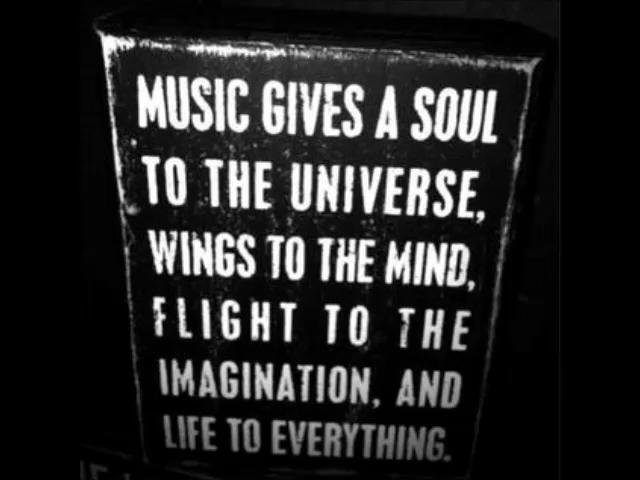 MUSIC GIVES A SOUL
TO THE UNIVERSE,
WINGS TO THE MIND,
FLIGHT TO THE
IMAGINATION, AND
LIFE TO EVERYTHING.